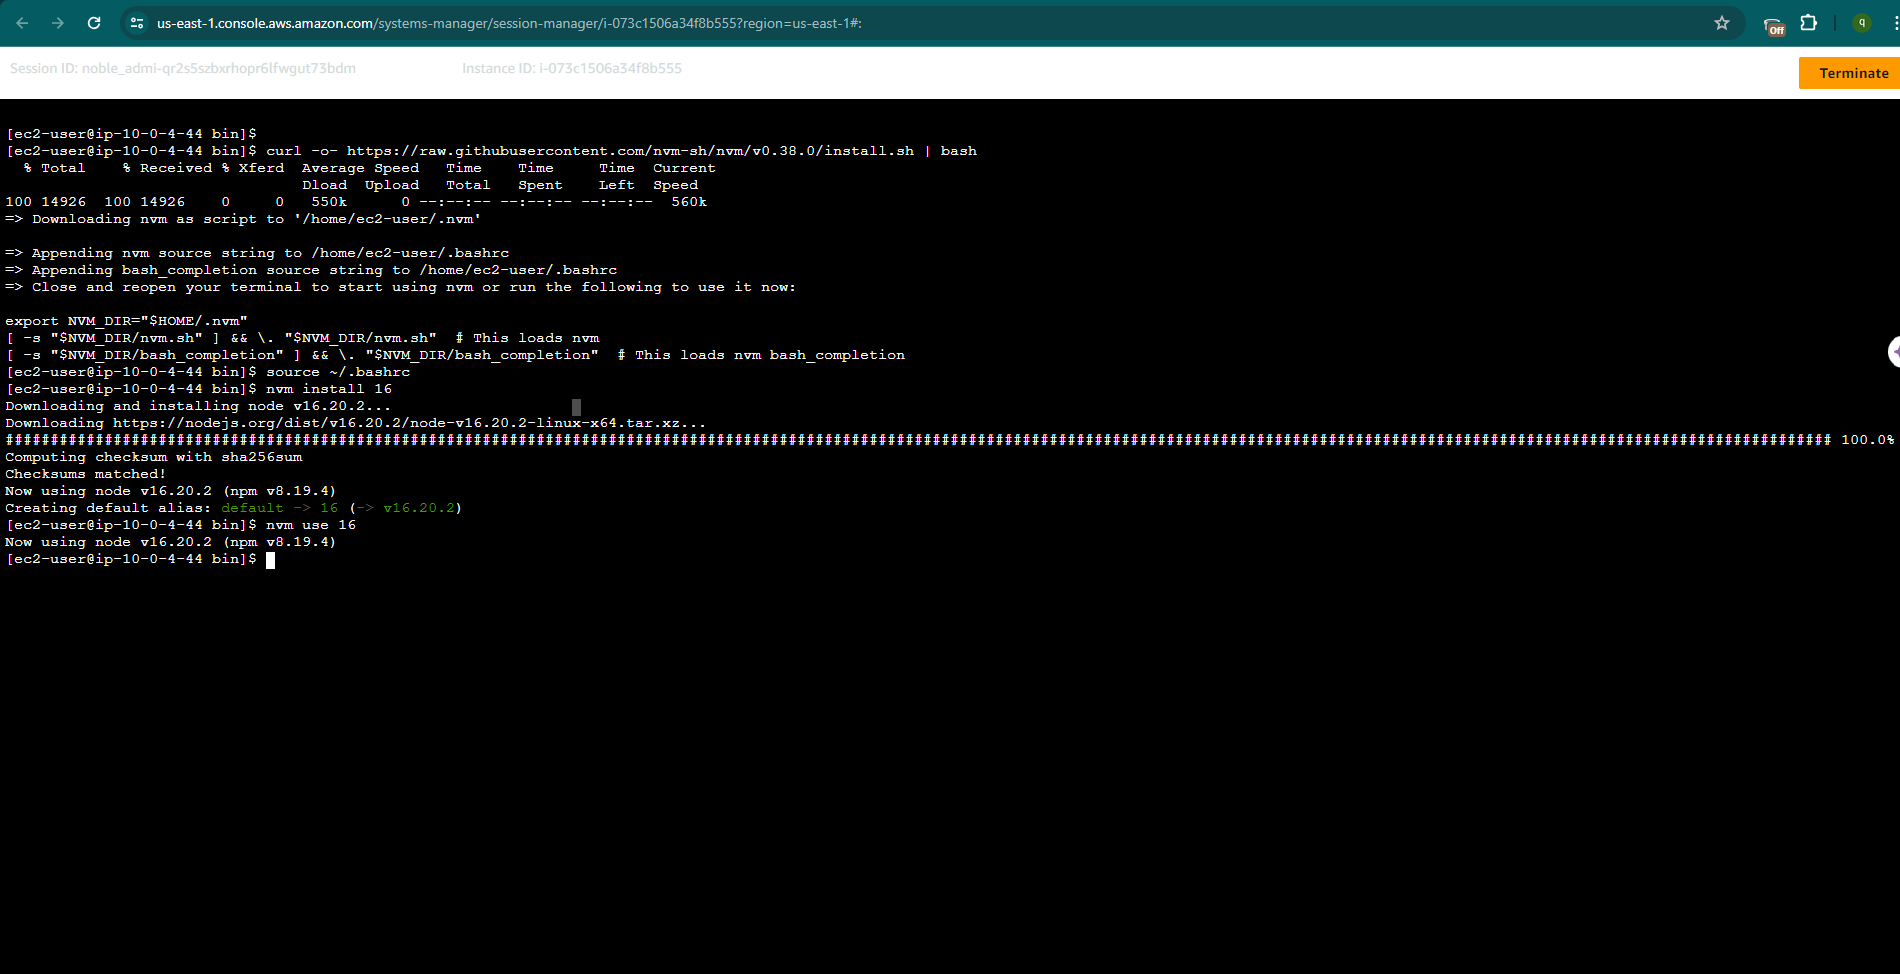 us-east-1.console.aws.amazon.com/systems-manager/session-manager/i-073c1506a34f8b555?region=us-east-1#:
Off
q
Session ID: noble_admi-qr2s5szbxrhopr6lfwgut73bdm Instance ID: i-073c1506a34f8b555
Terminate
[ec2-user@ip-10-0-4-44 bin]$
[ec2-user@ip-10-0-4-44 bin]$ curl -o- https://raw.githubusercontent.com/nvm-sh/nvm/v0.38.0/install.sh | bash
  % Total    % Received % Xferd  Average Speed   Time    Time     Time  Current
                                 Dload  Upload   Total   Spent    Left  Speed
100 14926  100 14926    0     0   550k      0 --:--:-- --:--:-- --:--:--  560k
=> Downloading nvm as script to '/home/ec2-user/.nvm'
=> Appending nvm source string to /home/ec2-user/.bashrc
=> Appending bash_completion source string to /home/ec2-user/.bashrc
=> Close and reopen your terminal to start using nvm or run the following to use it now:
export NVM_DIR="$HOME/.nvm"
[ -s "$NVM_DIR/nvm.sh" ] && \. "$NVM_DIR/nvm.sh"  # This loads nvm
[ -s "$NVM_DIR/bash_completion" ] && \. "$NVM_DIR/bash_completion"  # This loads nvm bash_completion
[ec2-user@ip-10-0-4-44 bin]$ source ~/.bashrc
[ec2-user@ip-10-0-4-44 bin]$ nvm install 16
Downloading and installing node v16.20.2...
Downloading https://nodejs.org/dist/v16.20.2/node-v16.20.2-linux-x64.tar.xz...
########################################################################################################################################################################################################### 100.0%
Computing checksum with sha256sum
Checksums matched!
Now using node v16.20.2 (npm v8.19.4)
Creating default alias: default -> 16 (-> v16.20.2)
[ec2-user@ip-10-0-4-44 bin]$ nvm use 16
Now using node v16.20.2 (npm v8.19.4)
[ec2-user@ip-10-0-4-44 bin]$